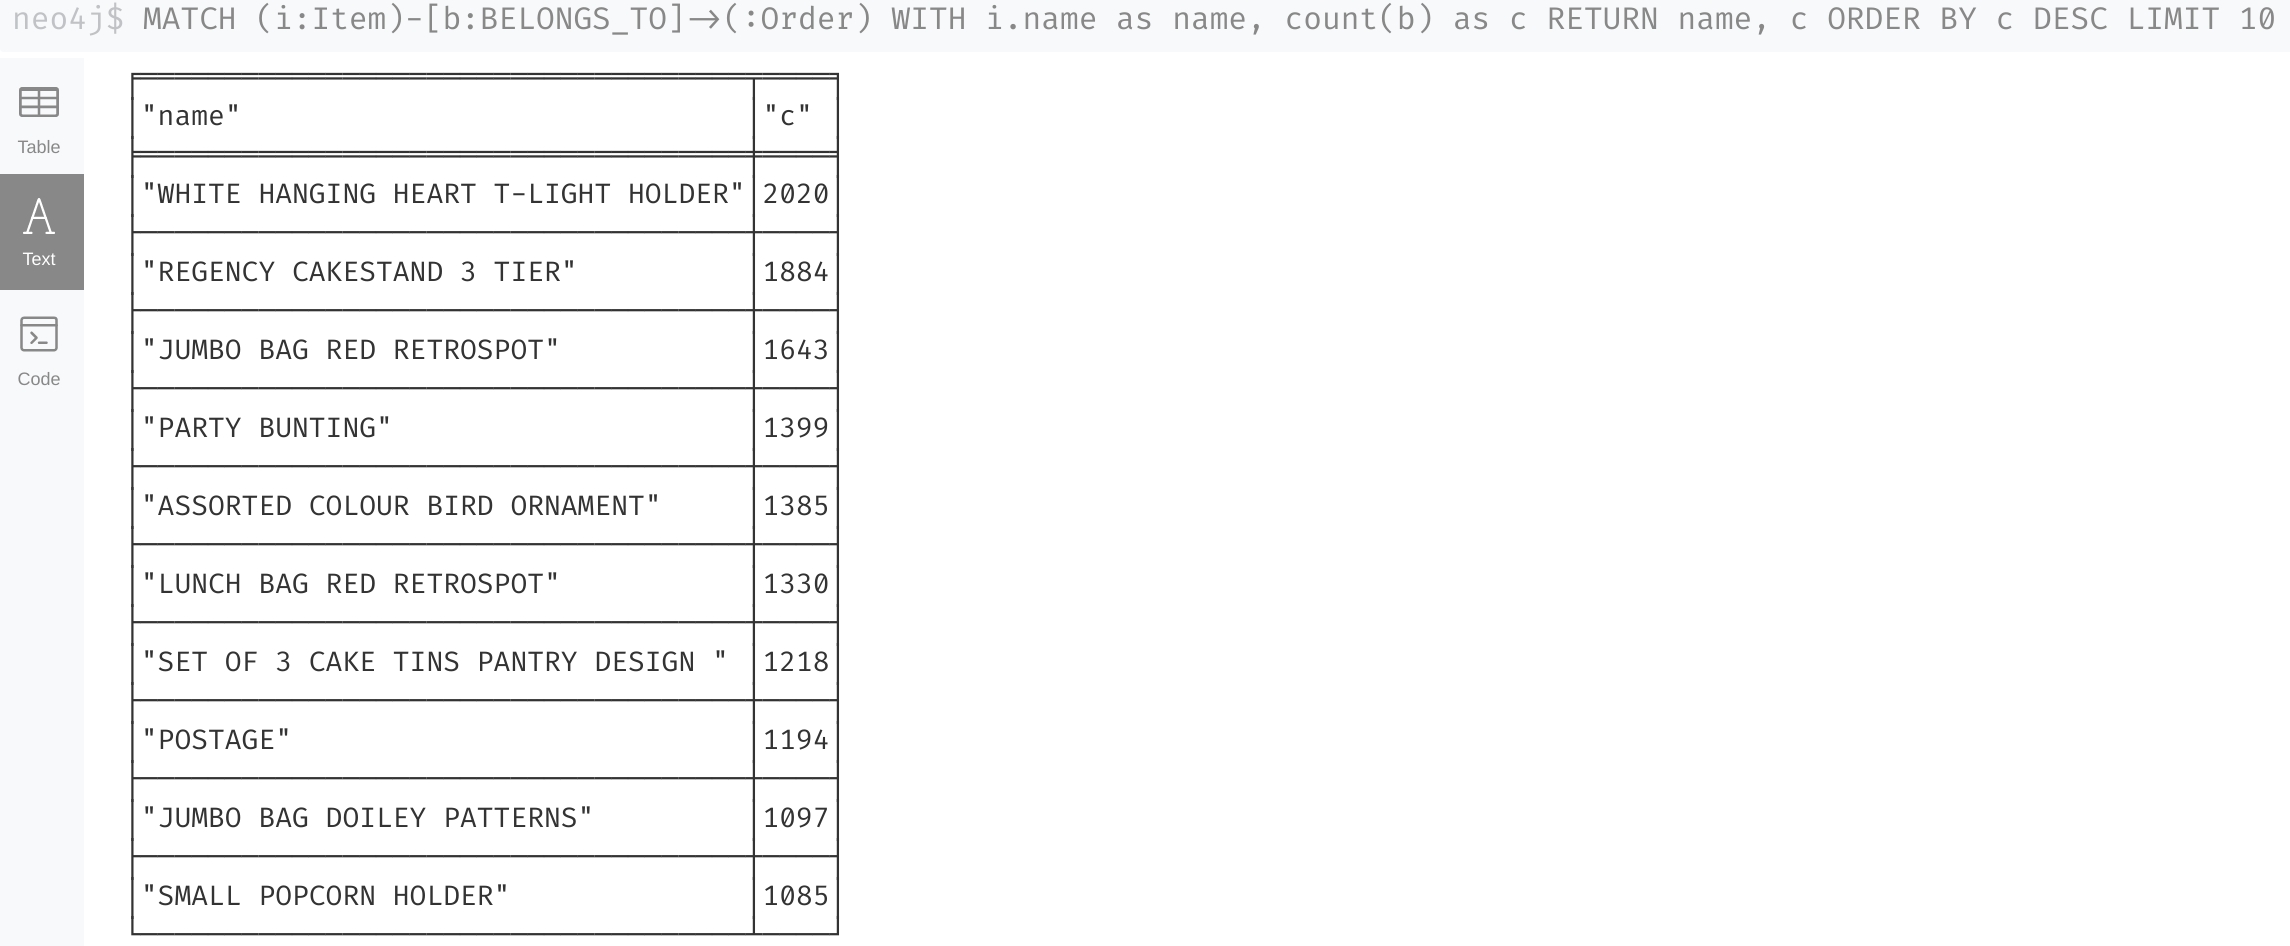 neo4j$ MATCH (i:Item)-[b:BELONGS_TO]->(:Order) WITH i.name as name, count(b) as c RETURN name, c ORDER BY c DESC LIMIT 10
Table
Text
Code
"name" "c"
"WHITE HANGING HEART T-LIGHT HOLDER" 2020
"REGENCY CAKESTAND 3 TIER" 1884
"JUMBO BAG RED RETROSPOT" 1643
"PARTY BUNTING" 1399
"ASSORTED COLOUR BIRD ORNAMENT" 1385
"LUNCH BAG RED RETROSPOT" 1330
"SET OF 3 CAKE TINS PANTRY DESIGN " 1218
"POSTAGE" 1194
"JUMBO BAG DOILEY PATTERNS" 1097
"SMALL POPCORN HOLDER" 1085